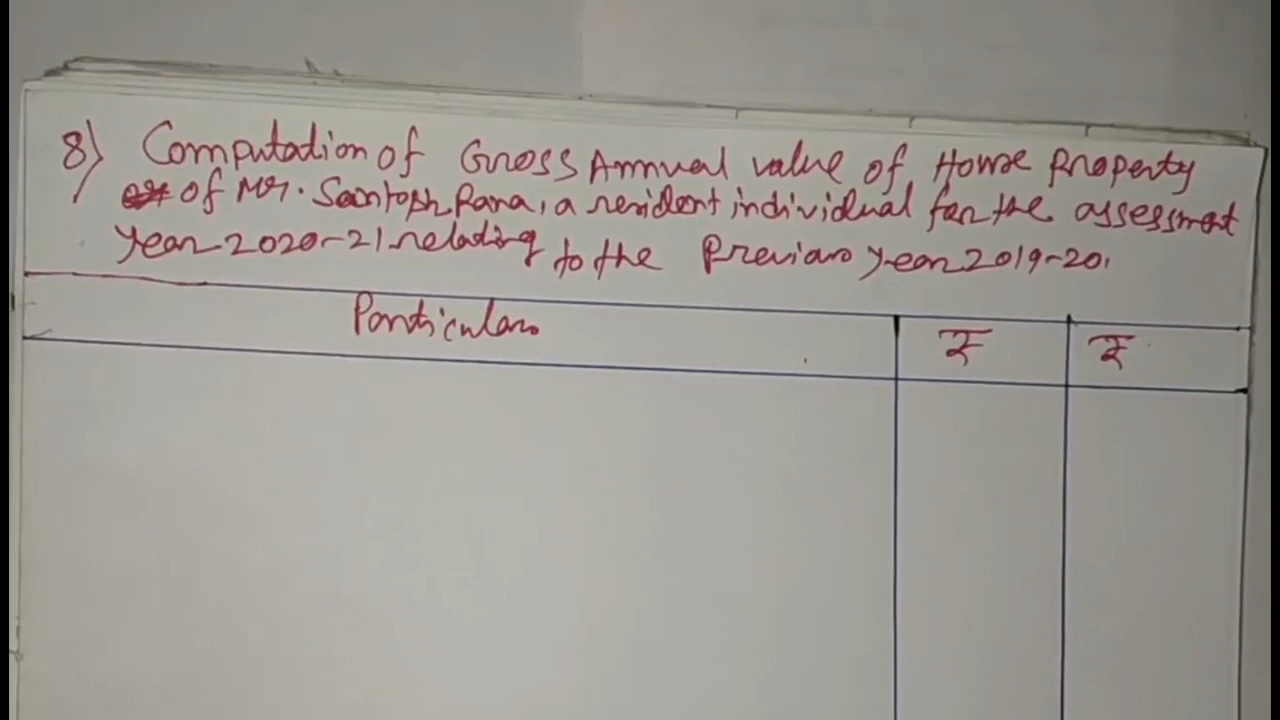 8) Computation of Gross Annual value of House Property
of Mr. Santosh Rana, a resident individual for the assessment
year 2020-21 relating to the Previous year 2019-20.
Particulars ₹ ₹